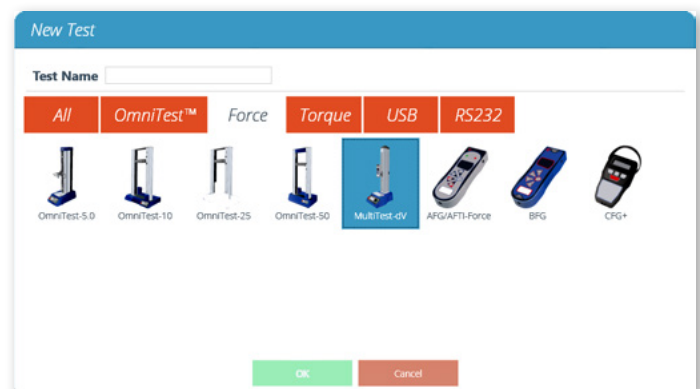 New Test
Test Name
All OmniTest™ Force Torque USB RS232
OmniTest-5.0 OmniTest-10 OmniTest-25 OmniTest-50 MultiTest-dV AFG/AFTI-Force BFG CFG+
OK Cancel